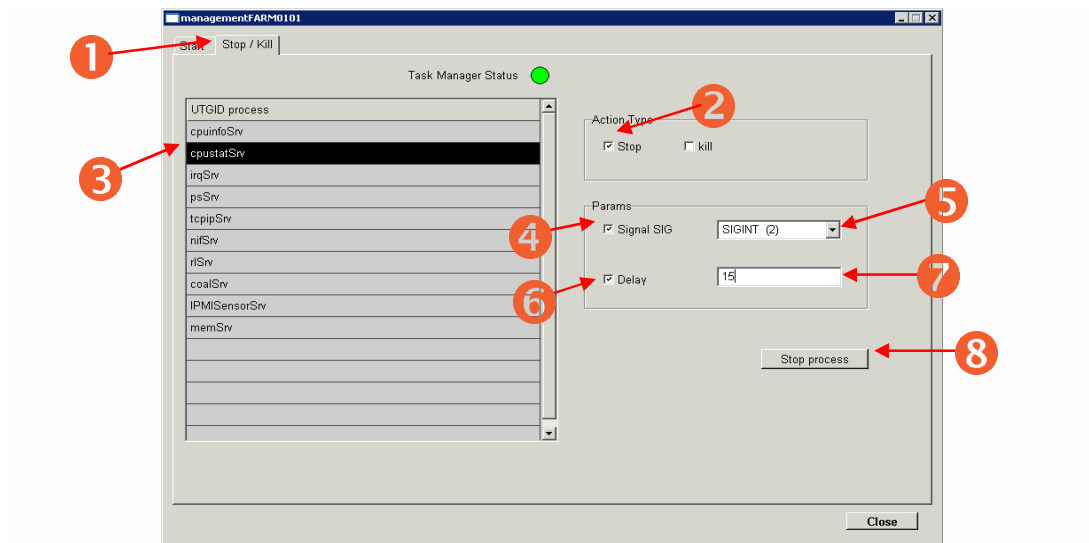 managementFARM0101
Start
Stop / Kill
1
Task Manager Status
UTGID process
cpuinfoSrv
cpustatSrv
irqSrv
psSrv
tcpipSrv
nifSrv
rlSrv
coalSrv
IPMISensorSrv
memSrv
3
2
Action Type
Stop
kill
Params
5
4
Signal SIG
SIGINT (2)
6
Delay
15
7
Stop process
8
Close